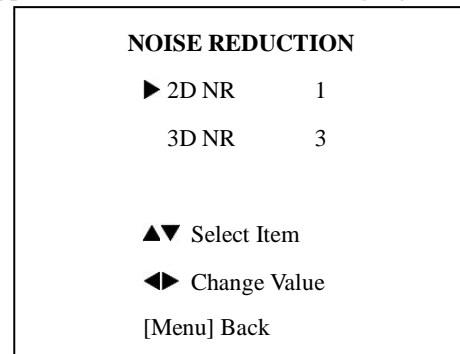 NOISE REDUCTION
▶ 2D NR 1
3D NR 3
▲▼ Select Item
◀▶ Change Value
[Menu] Back